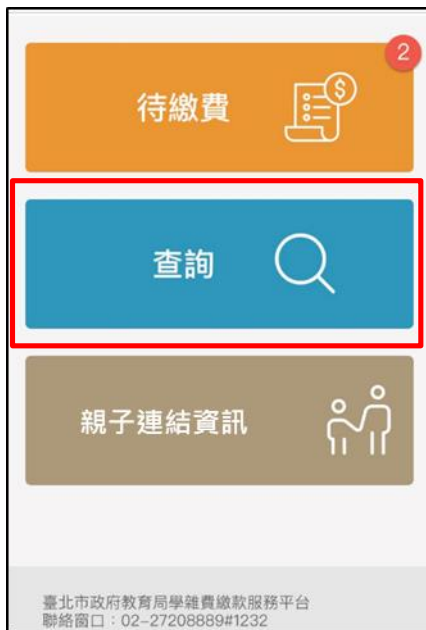 2
待繳費
查詢
親子連結資訊
臺北市政府教育局學雜費繳款服務平台
聯絡窗口：02-27208889#1232